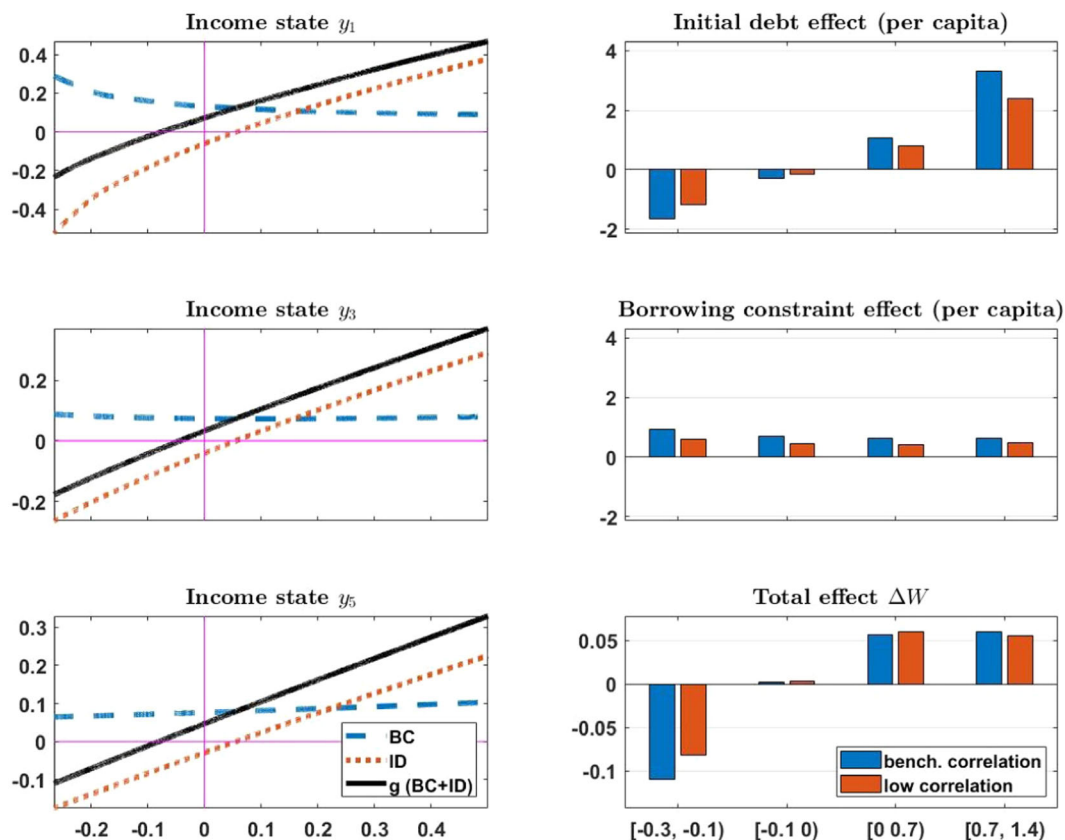 Income state y₁
0.4
0.2
0
-0.2
-0.4
Initial debt effect (per capita)
4
2
0
-2
Income state y₃
0.2
0
-0.2
Borrowing constraint effect (per capita)
4
2
0
-2
Income state y₅
0.3
0.2
0.1
0
-0.1
BC
ID
g (BC+ID)
-0.2 -0.1 0 0.1 0.2 0.3 0.4
Total effect ΔW
0.05
0
-0.05
-0.1
bench. correlation
low correlation
[-0.3, -0.1) [-0.1 0) [0 0.7) [0.7, 1.4)